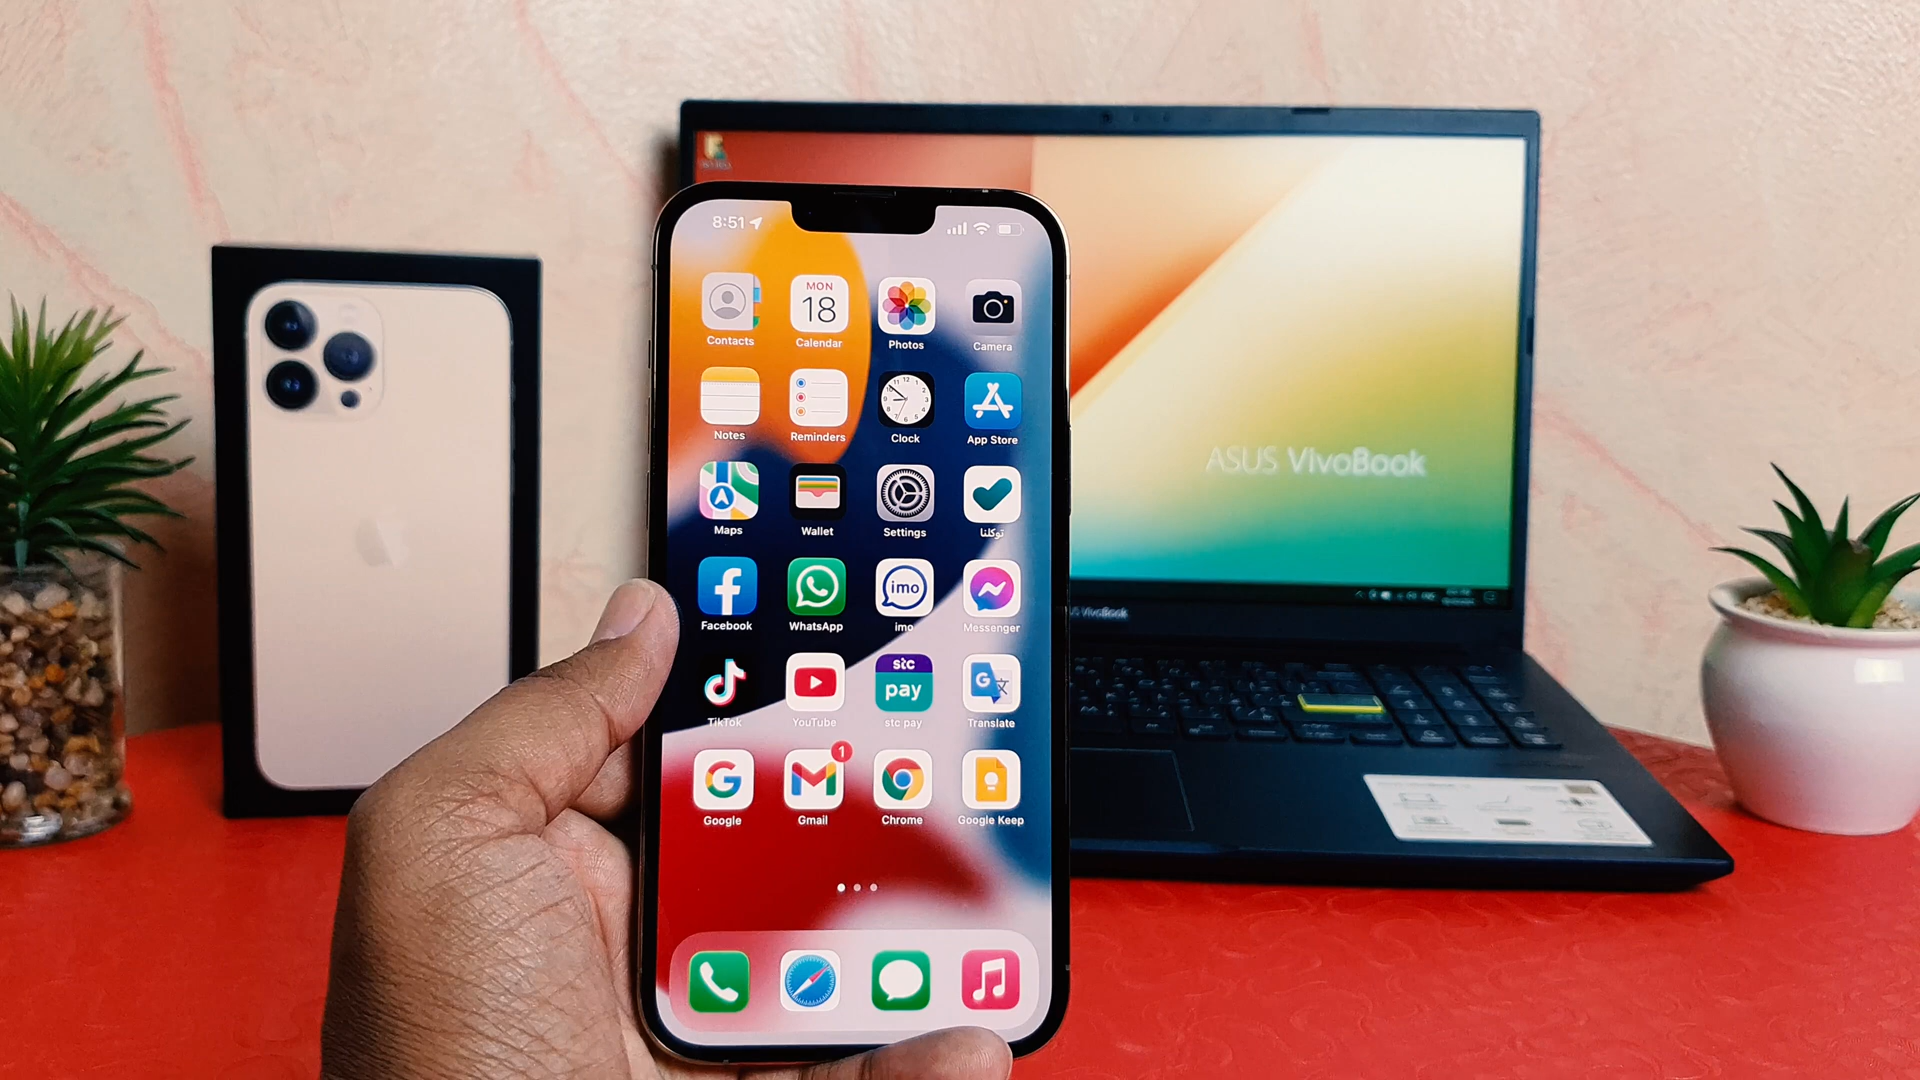 8:51
MON
18
Contacts
Calendar
Photos
Camera
Notes
Reminders
Clock
App Store
Maps
Wallet
Settings
توكلنا
Facebook
WhatsApp
imo
imo
Messenger
TikTok
YouTube
stc
pay
stc pay
Translate
1
Google
Gmail
Chrome
Google Keep
ASUS VivoBook
VivoBook